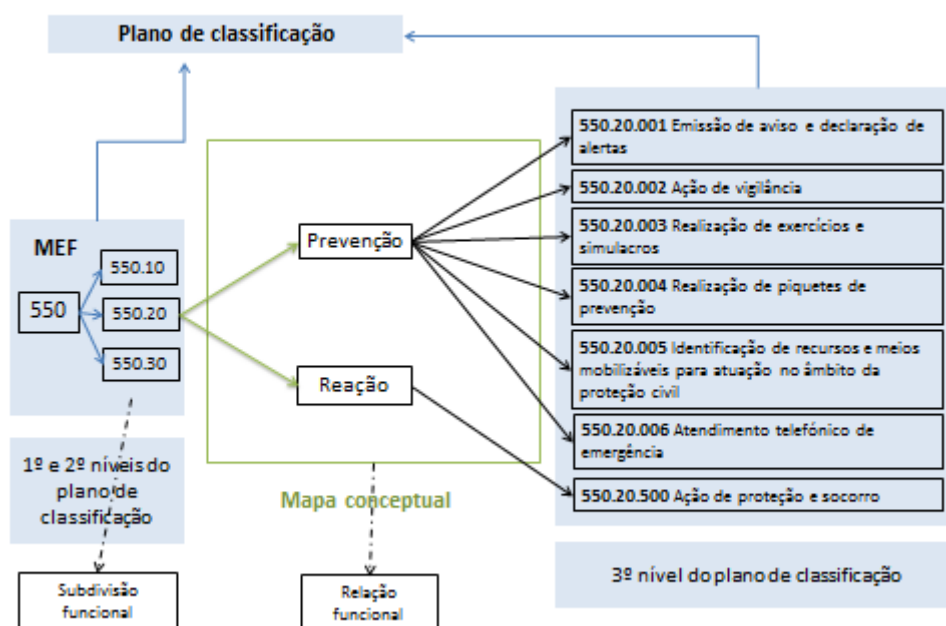 Plano de classificação
MEF
550
550.10
550.20
550.30
1º e 2º níveis do
plano de
classificação
Subdivisão
funcional
Prevenção
Reação
Mapa conceptual
Relação
funcional
550.20.001 Emissão de aviso e declaração de
alertas
550.20.002 Ação de vigilância
550.20.003 Realização de exercícios e
simulacros
550.20.004 Realização de piquetes de
prevenção
550.20.005 Identificação de recursos e meios
mobilizáveis para atuação no âmbito da
proteção civil
550.20.006 Atendimento telefónico de
emergência
550.20.500 Ação de proteção e socorro
3º nível do plano de classificação